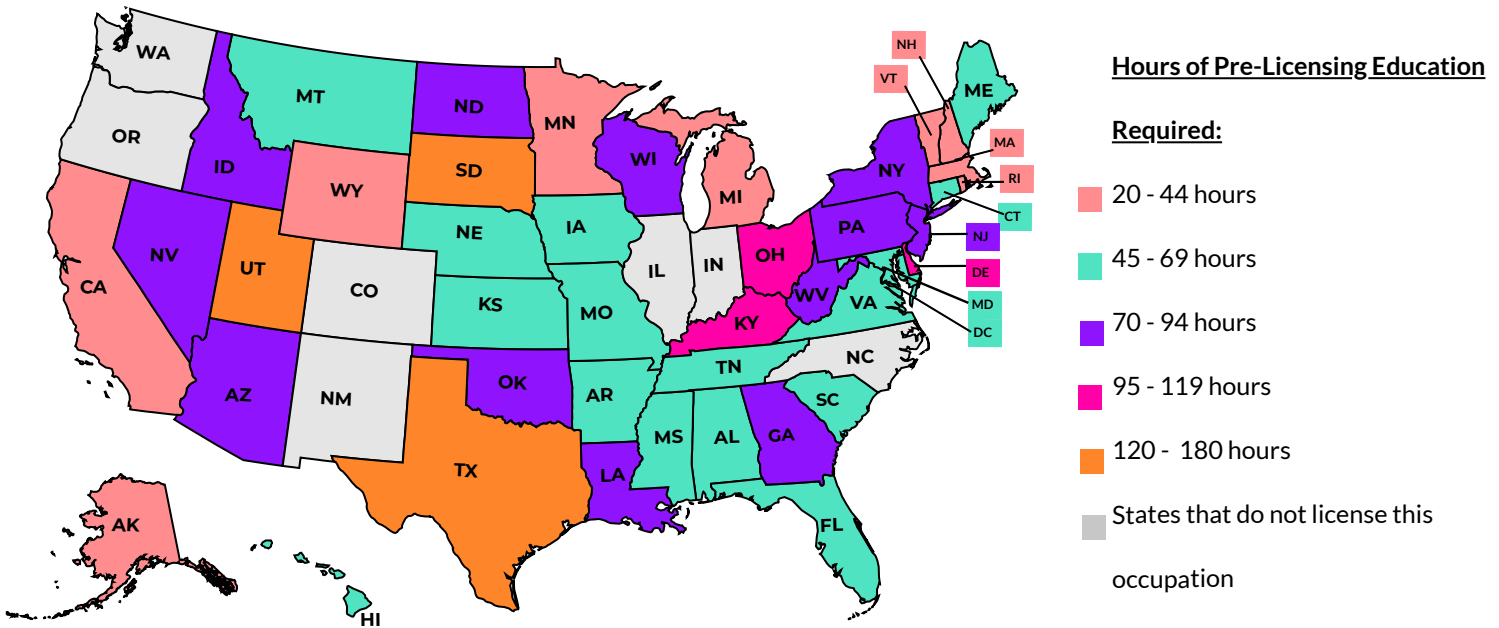 WA
OR
CA
NV
ID
MT
WY
UT
AZ
CO
NM
ND
SD
NE
KS
OK
TX
MN
IA
MO
AR
LA
WI
IL
IN
MI
OH
KY
TN
MS
AL
GA
FL
SC
NC
VA
WV
PA
NY
ME
NH
VT
MA
RI
CT
NJ
DE
MD
DC
AK
HI
Hours of Pre-Licensing Education
Required:
20 - 44 hours
45 - 69 hours
70 - 94 hours
95 - 119 hours
120 - 180 hours
States that do not license this
occupation